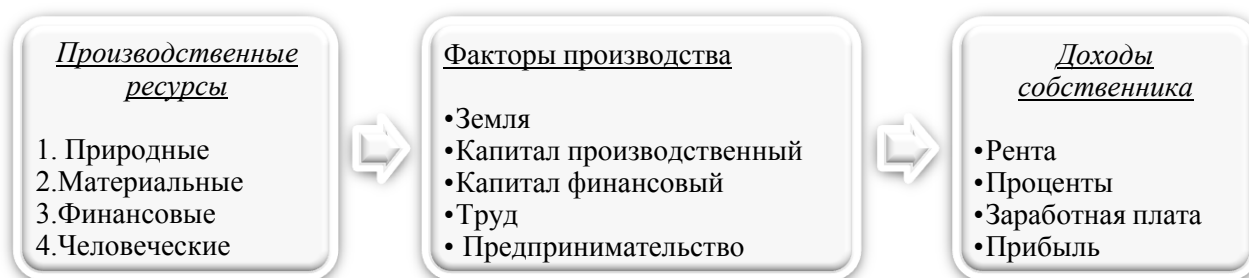 Производственные
ресурсы
1. Природные
2.Материальные
3.Финансовые
4.Человеческие
Факторы производства
•Земля
•Капитал производственный
•Капитал финансовый
•Труд
• Предпринимательство
Доходы
собственника
•Рента
•Проценты
•Заработная плата
•Прибыль